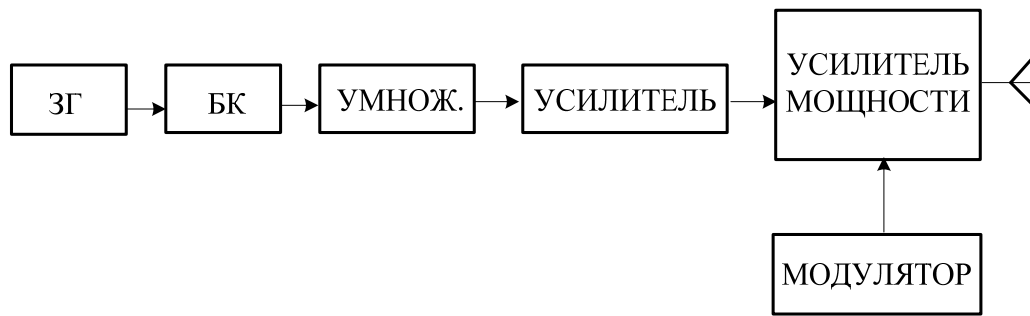 ЗГ
БК
УМНОЖ.
УСИЛИТЕЛЬ
УСИЛИТЕЛЬ
МОЩНОСТИ
МОДУЛЯТОР